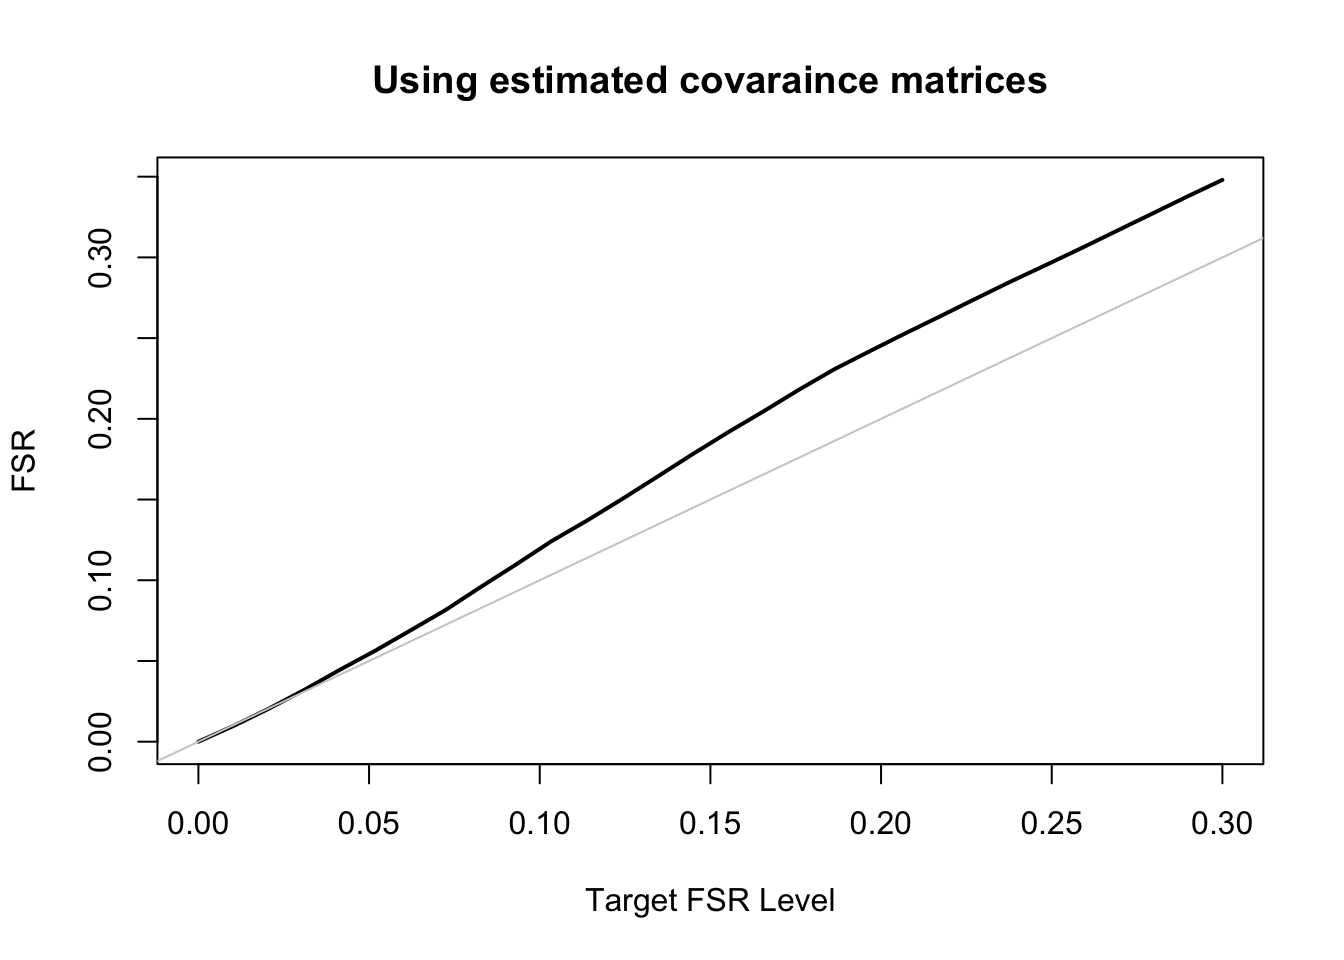 Using estimated covaraince matrices
FSR
0.30
0.20
0.10
0.00
0.00 0.05 0.10 0.15 0.20 0.25 0.30
Target FSR Level